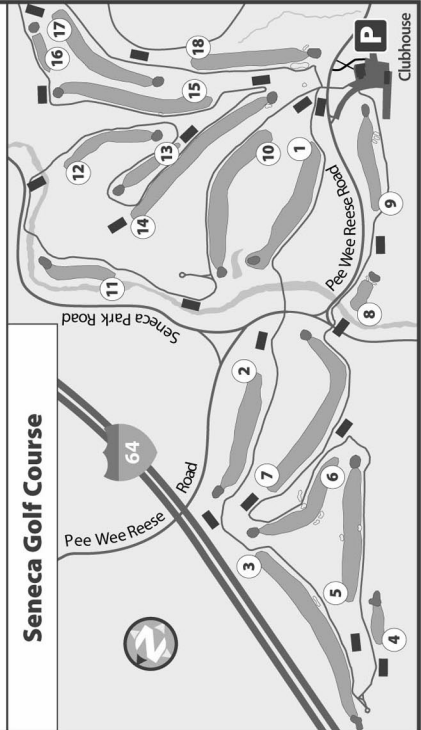 Seneca Golf Course
17
16
18
15
12
13
14
10
1
11
9
8
2
7
6
3
5
4
P
Clubhouse
Pee Wee Reese Road
Seneca Park Road
64
Pee Wee Reese
Road
N